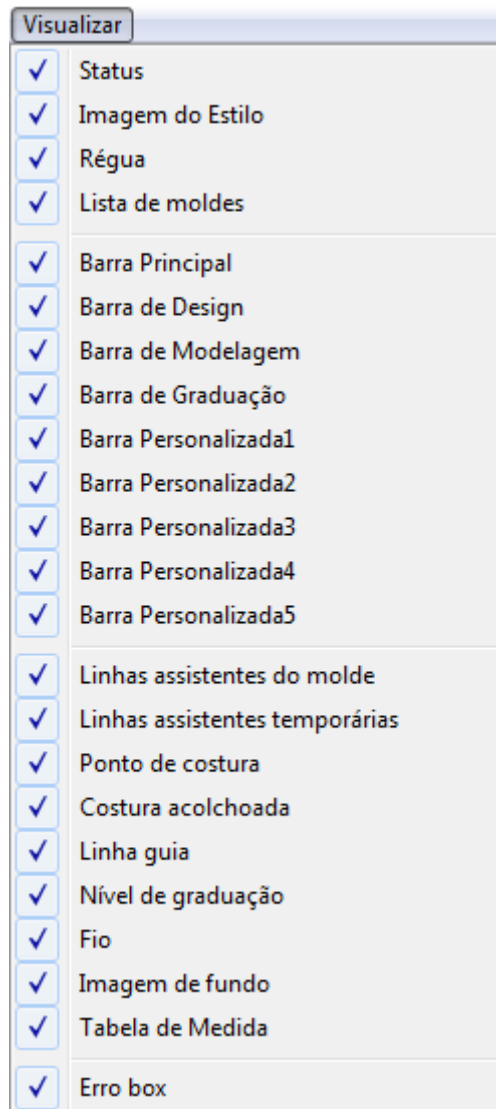 Visualizar
Status
Imagem do Estilo
Régua
Lista de moldes
Barra Principal
Barra de Design
Barra de Modelagem
Barra de Graduação
Barra Personalizada1
Barra Personalizada2
Barra Personalizada3
Barra Personalizada4
Barra Personalizada5
Linhas assistentes do molde
Linhas assistentes temporárias
Ponto de costura
Costura acolchoada
Linha guia
Nível de graduação
Fio
Imagem de fundo
Tabela de Medida
Erro box